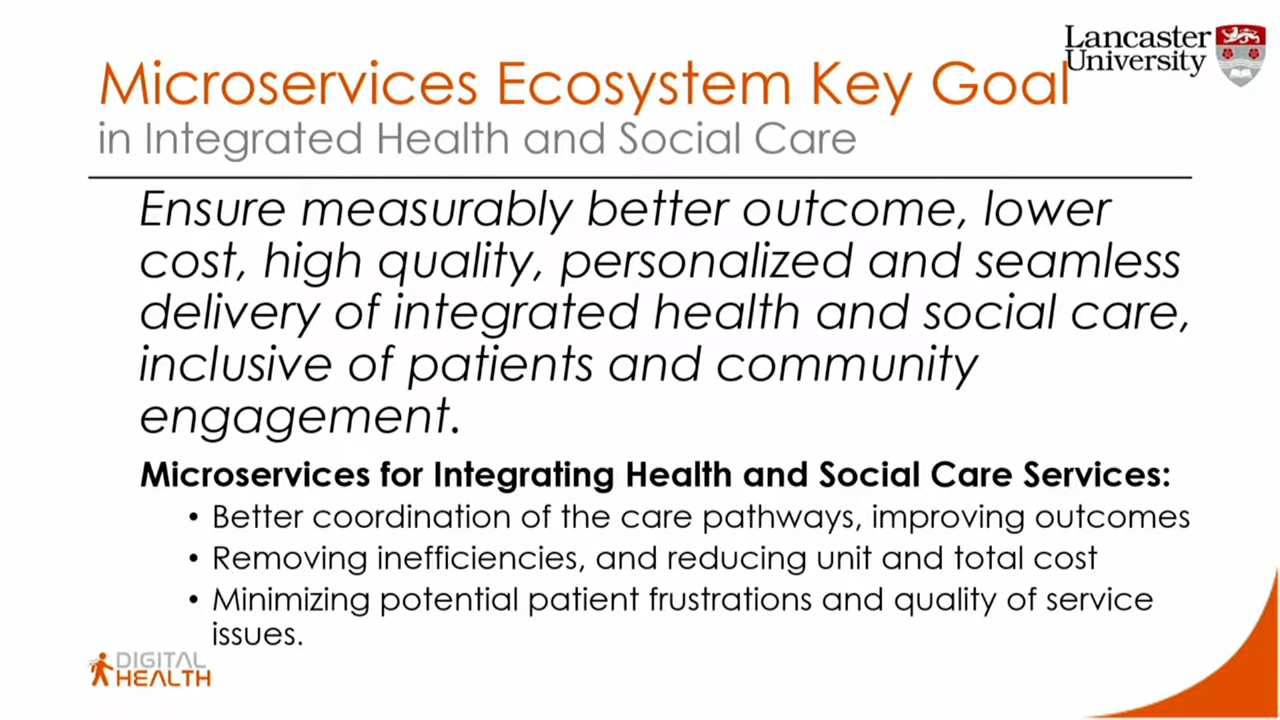 Lancaster
University
Microservices Ecosystem Key Goal
in Integrated Health and Social Care
Ensure measurably better outcome, lower
cost, high quality, personalized and seamless
delivery of integrated health and social care,
inclusive of patients and community
engagement.
Microservices for Integrating Health and Social Care Services:
• Better coordination of the care pathways, improving outcomes
• Removing inefficiencies, and reducing unit and total cost
• Minimizing potential patient frustrations and quality of service
issues.
DIGITAL
HEALTH